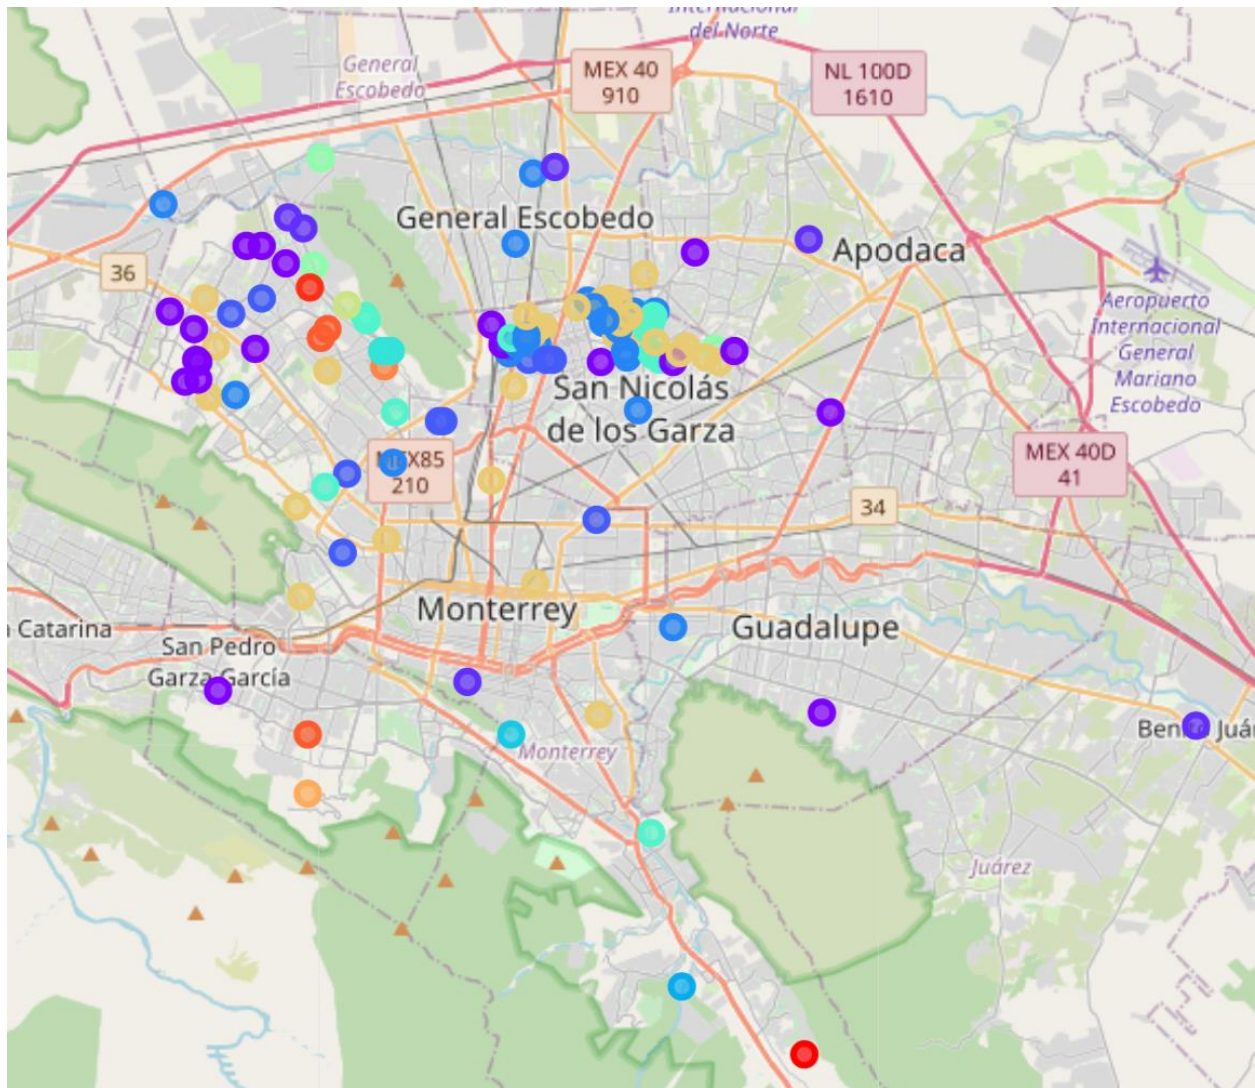 Internacional
del Norte
General
Escobedo
MEX 40
910
NL 100D
1610
General Escobedo
Apodaca
36
Aeropuerto
Internacional
General
Mariano
Escobedo
San Nicolás
de los Garza
MEX 40D
41
210
34
Monterrey
Guadalupe
Catarina
San Pedro
Garza García
Monterrey
Juárez